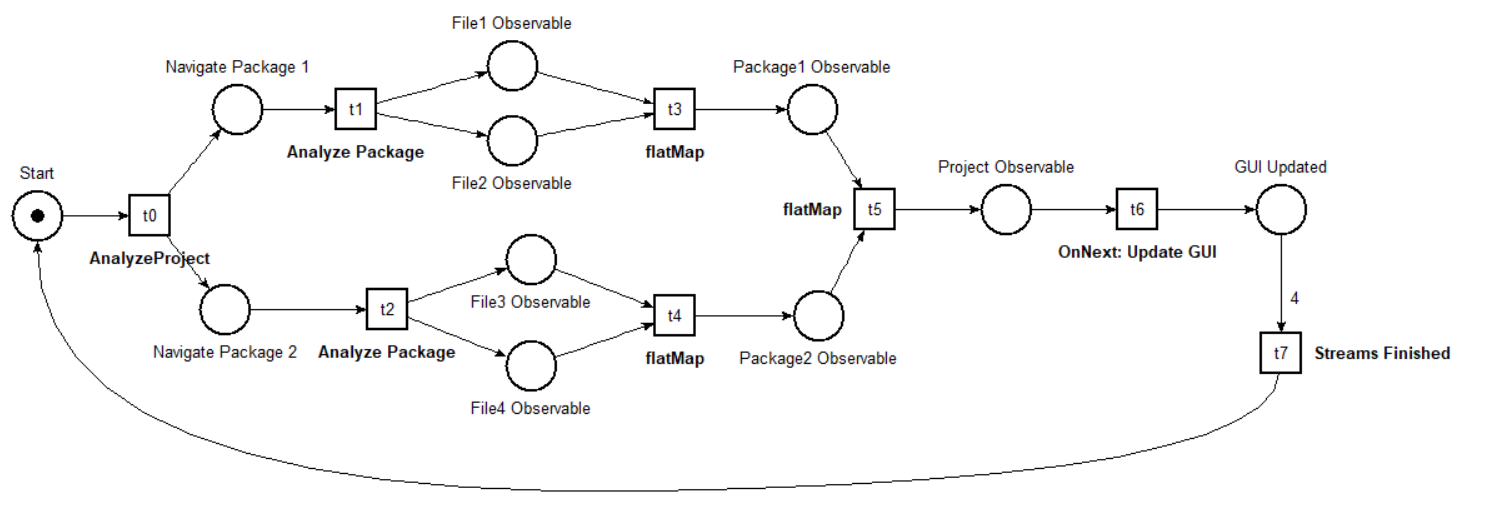 File1 Observable
Navigate Package 1
Package1 Observable
t1
t3
Analyze Package
flatMap
File2 Observable
Start
Project Observable
GUI Updated
t0
flatMap
t5
t6
AnalyzeProject
OnNext: Update GUI
File3 Observable
4
t2
t4
Navigate Package 2
Analyze Package
flatMap
Package2 Observable
t7
Streams Finished
File4 Observable